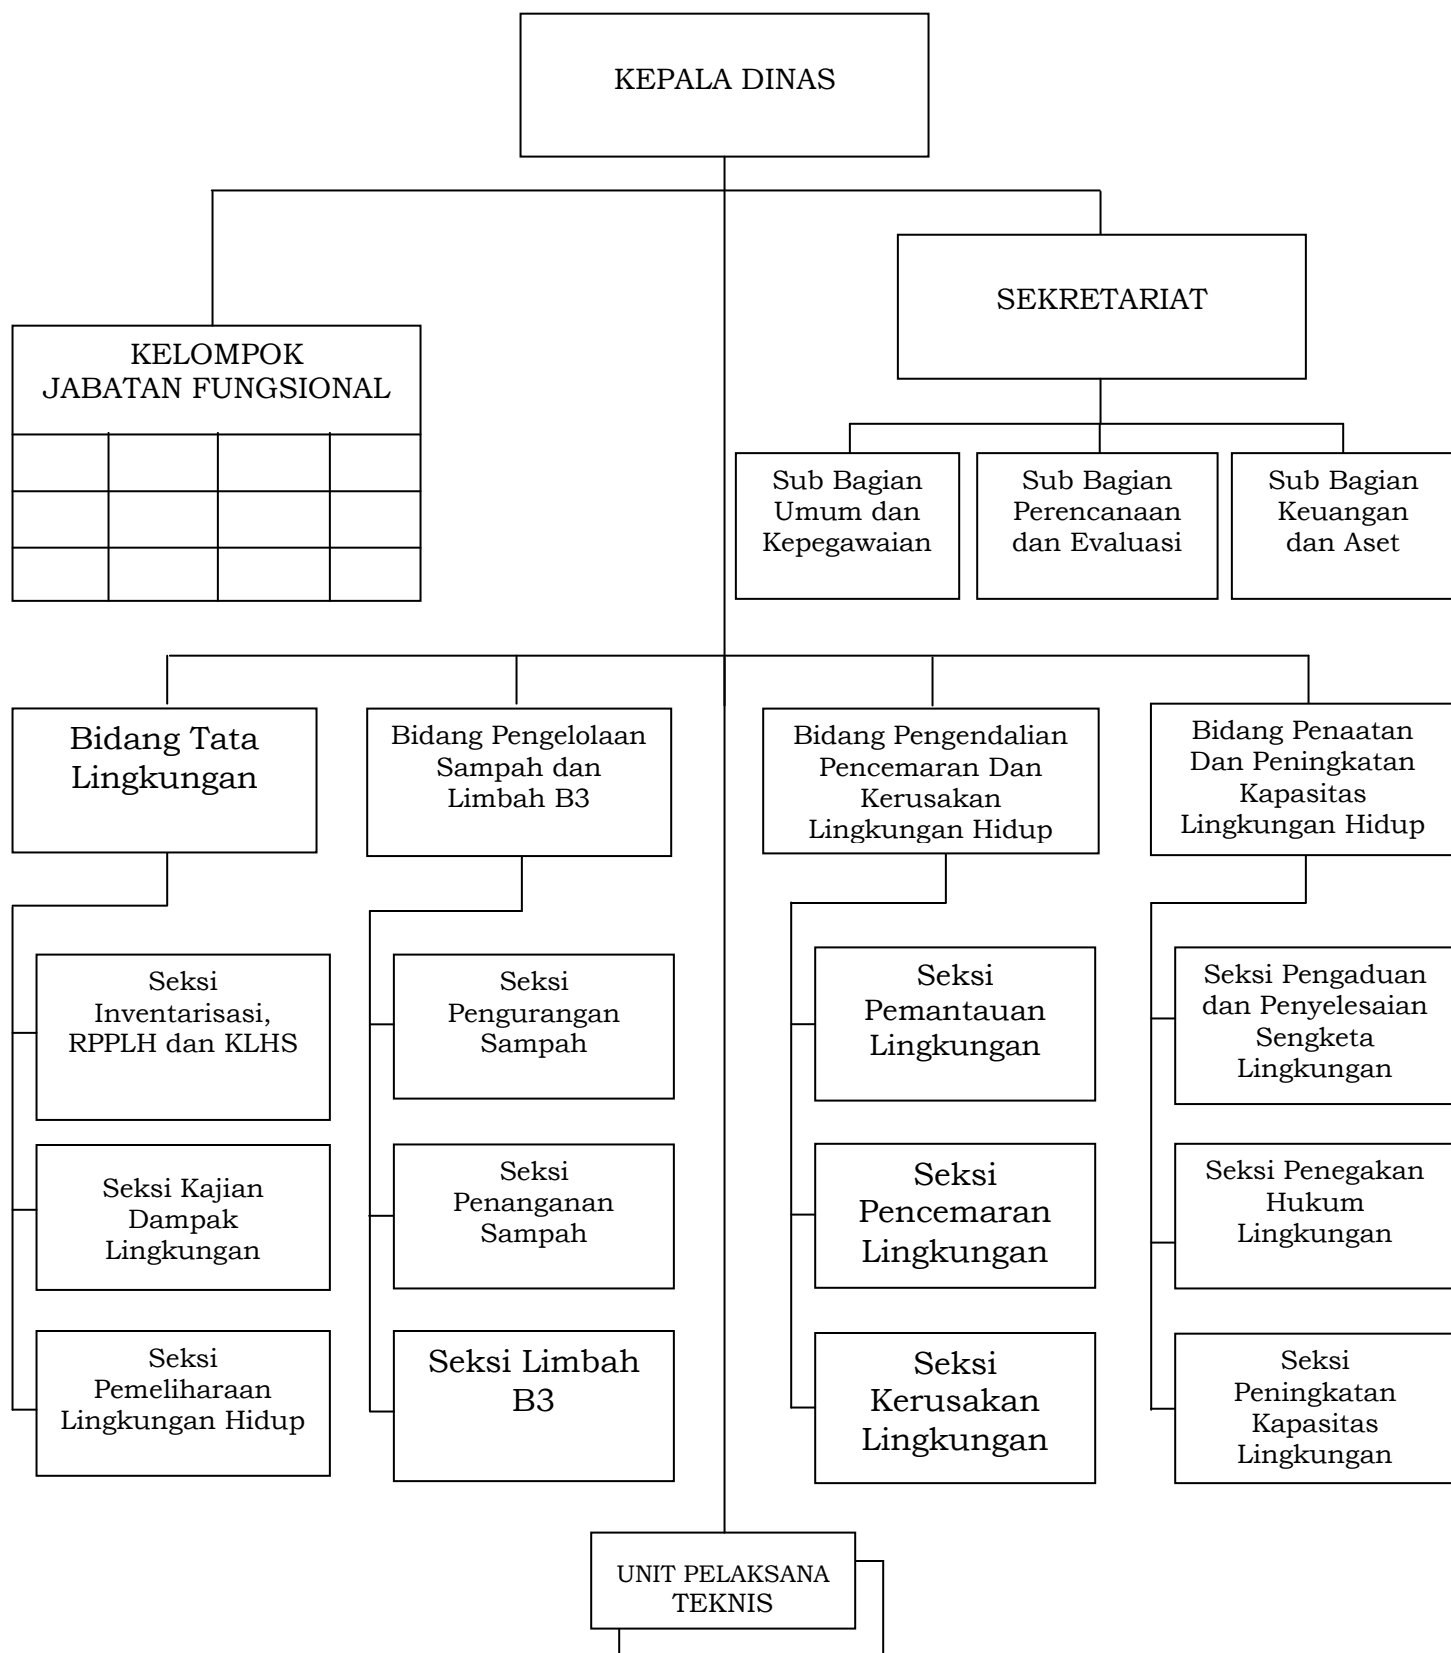 KEPALA DINAS
SEKRETARIAT
KELOMPOK
JABATAN FUNGSIONAL
Sub Bagian
Umum dan
Kepegawaian
Sub Bagian
Perencanaan
dan Evaluasi
Sub Bagian
Keuangan
dan Aset
Bidang Tata
Lingkungan
Bidang Pengelolaan
Sampah dan
Limbah B3
Bidang Pengendalian
Pencemaran Dan
Kerusakan
Lingkungan Hidup
Bidang Penaatan
Dan Peningkatan
Kapasitas
Lingkungan Hidup
Seksi
Inventarisasi,
RPPLH dan KLHS
Seksi Kajian
Dampak
Lingkungan
Seksi
Pemeliharaan
Lingkungan Hidup
Seksi
Pengurangan
Sampah
Seksi
Penanganan
Sampah
Seksi Limbah
B3
Seksi
Pemantauan
Lingkungan
Seksi
Pencemaran
Lingkungan
Seksi
Kerusakan
Lingkungan
Seksi Pengaduan
dan Penyelesaian
Sengketa
Lingkungan
Seksi Penegakan
Hukum
Lingkungan
Seksi
Peningkatan
Kapasitas
Lingkungan
UNIT PELAKSANA
TEKNIS